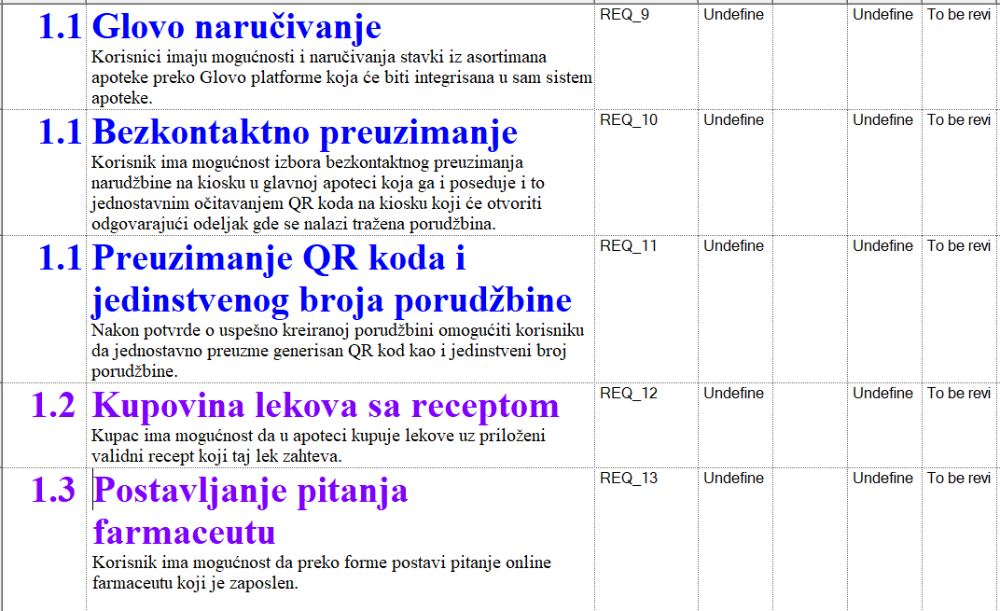 1.1 Glovo naručivanje REQ_9 Undefine Undefine To be revi
Korisnici imaju mogućnosti i naručivanja stavki iz asortimana
apoteke preko Glovo platforme koja će biti integrisana u sam sistem
apoteke.
1.1 Bezkontaktno preuzimanje REQ_10 Undefine Undefine To be revi
Korisnik ima mogućnost izbora bezkontaktnog preuzimanja
narudžbine na kiosku u glavnoj apoteci koja ga i poseduje i to
jednostavnim očitavanjem QR koda na kiosku koji će otvoriti
odgovarajući odeljak gde se nalazi tražena porudžbina.
1.1 Preuzimanje QR koda i REQ_11 Undefine Undefine To be revi
jedinstvenog broja porudžbine
Nakon potvrde o uspešno kreiranoj porudžbini omogućiti korisniku
da jednostavno preuzme generisan QR kod kao i jedinstveni broj
porudžbine.
1.2 Kupovina lekova sa receptom REQ_12 Undefine Undefine To be revi
Kupac ima mogućnost da u apoteci kupuje lekove uz priloženi
validni recept koji taj lek zahteva.
1.3 Postavljanje pitanja REQ_13 Undefine Undefine To be revi
farmaceutu
Korisnik ima mogućnost da preko forme postavi pitanje online
farmaceutu koji je zaposlen.